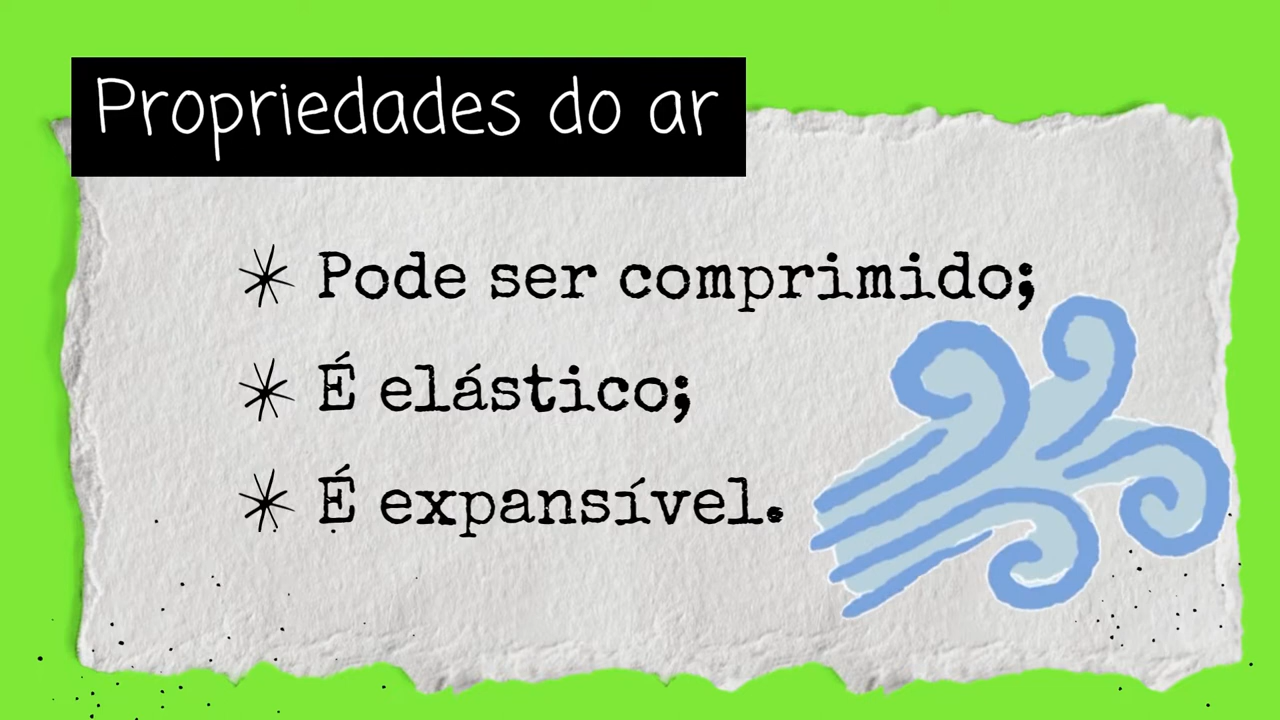 Propriedades do ar
Pode ser comprimido;
É elástico;
É expansível.